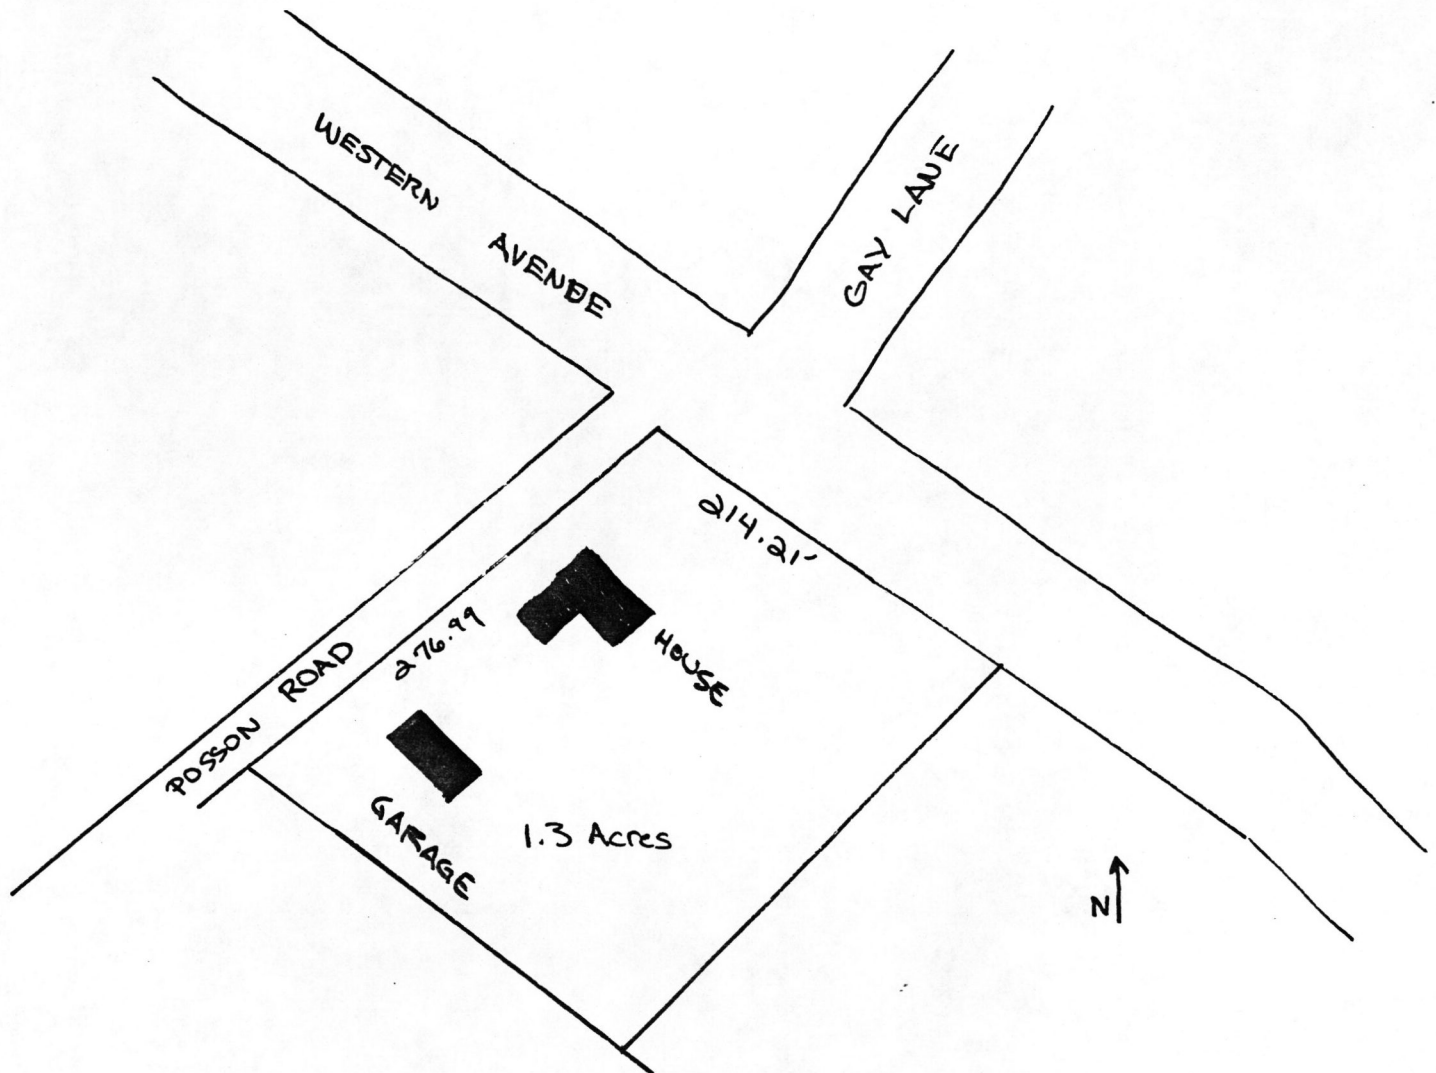 WESTERN AVENUE
GAY LANE
214.21'
276.99
HOUSE
POSSON ROAD
GARAGE
1.3 Acres
N